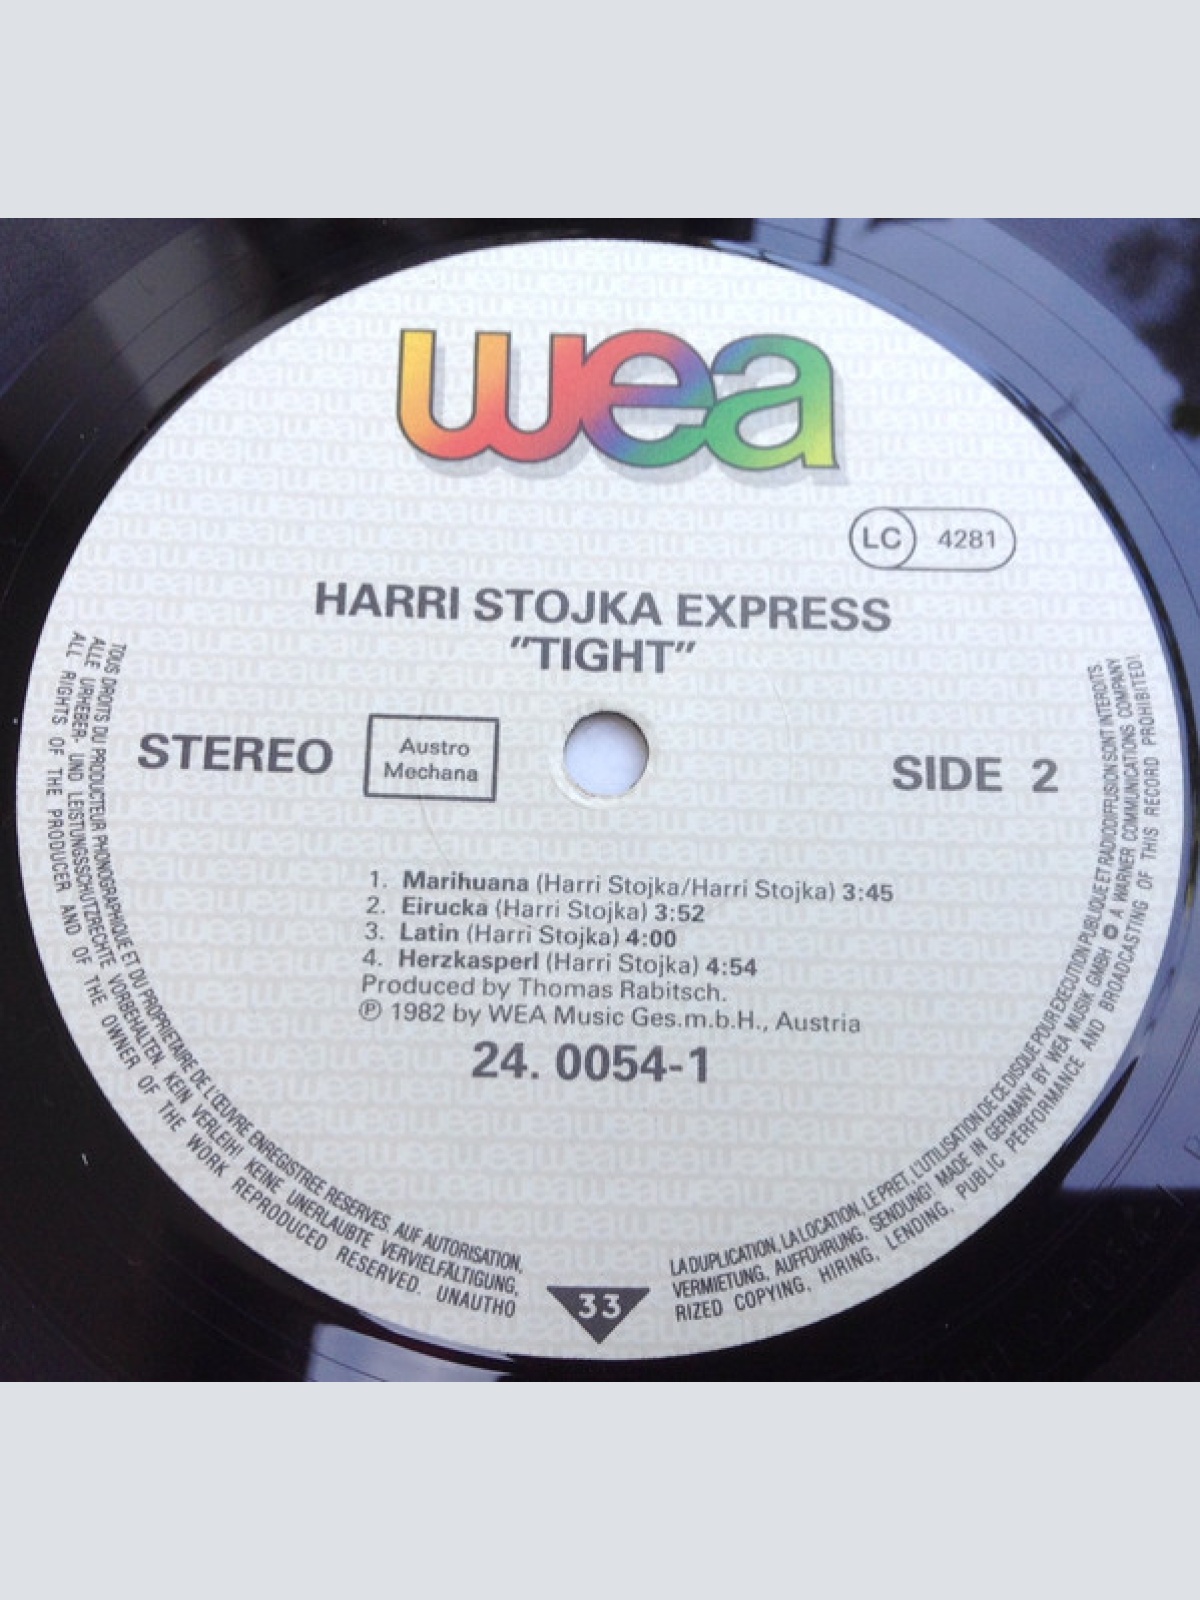 wea
LC 4281
HARRI STOJKA EXPRESS
"TIGHT"
STEREO
Austro
Mechana
SIDE 2
1. Marihuana (Harri Stojka/Harri Stojka) 3:45
2. Eirucka (Harri Stojka) 3:52
3. Latin (Harri Stojka) 4:00
4. Herzkasperl (Harri Stojka) 4:54
Produced by Thomas Rabitsch.
℗ 1982 by WEA Music Ges.m.b.H., Austria
24. 0054-1
TOUS DROITS DU PRODUCTEUR PHONOGRAPHIQUE ET DU PROPRIETAIRE DE L'ŒUVRE ENREGISTREE RESERVES. AUF AUTORISATION,
LA DUPLICATION, LA LOCATION, LE PRET, L'UTILISATION DE CE DISQUE POUR EXECUTION PUBLIQUE ET RADIODIFFUSION SONT INTERDITS.
ALLE URHEBER- UND LEISTUNGSSCHUTZRECHTE VORBEHALTEN. KEIN VERLEIH! KEINE UNERLAUBTE VERVIELFÄLTIGUNG,
VERMIETUNG, AUFFÜHRUNG, SENDUNG! MADE IN GERMANY BY WEA MUSIK GMBH ⓒ A WARNER COMMUNICATIONS COMPANY
ALL RIGHTS OF THE PRODUCER AND OF THE OWNER OF THE WORK REPRODUCED RESERVED. UNAUTHO
RIZED COPYING, HIRING, LENDING, PUBLIC PERFORMANCE AND BROADCASTING OF THIS RECORD PROHIBITED!
33